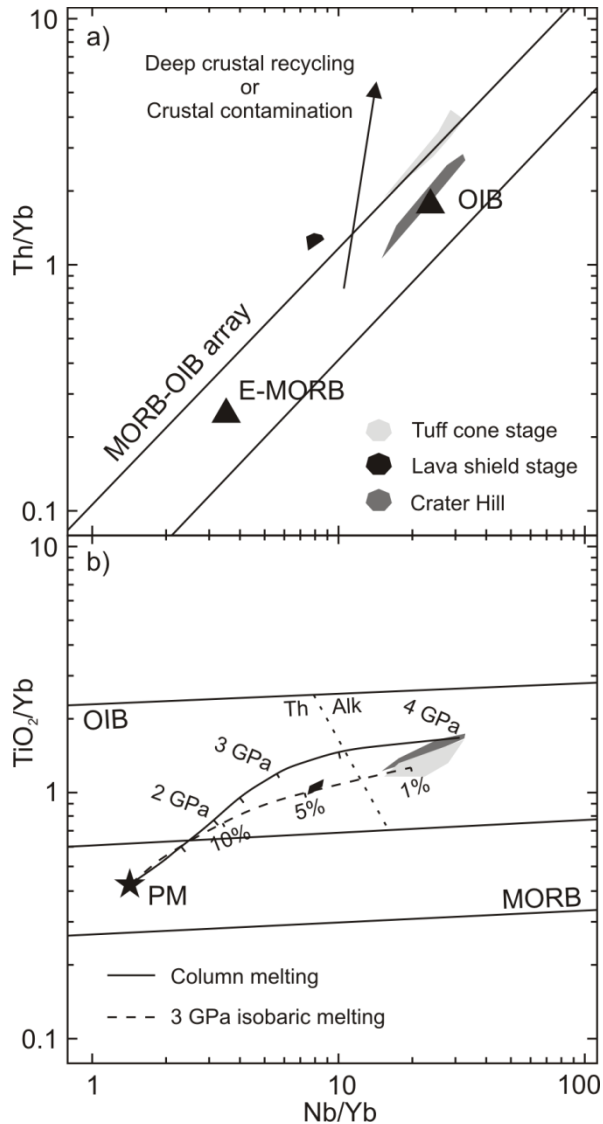 a)
10
Deep crustal recycling
or
Crustal contamination
OIB
Th/Yb
1
MORB-OIB array
E-MORB
Tuff cone stage
Lava shield stage
Crater Hill
0.1
10
b)
OIB
Th Alk
4 GPa
3 GPa
TiO2/Yb
1
2 GPa
1%
5%
10%
PM
MORB
Column melting
3 GPa isobaric melting
0.1
1 10 100
Nb/Yb